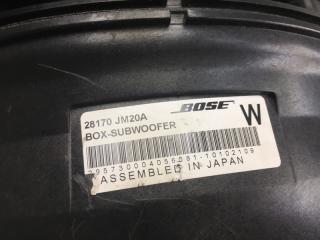 28170 JM20A BOSE
BOX-SUBWOOFER W
ASSEMBLED IN JAPAN